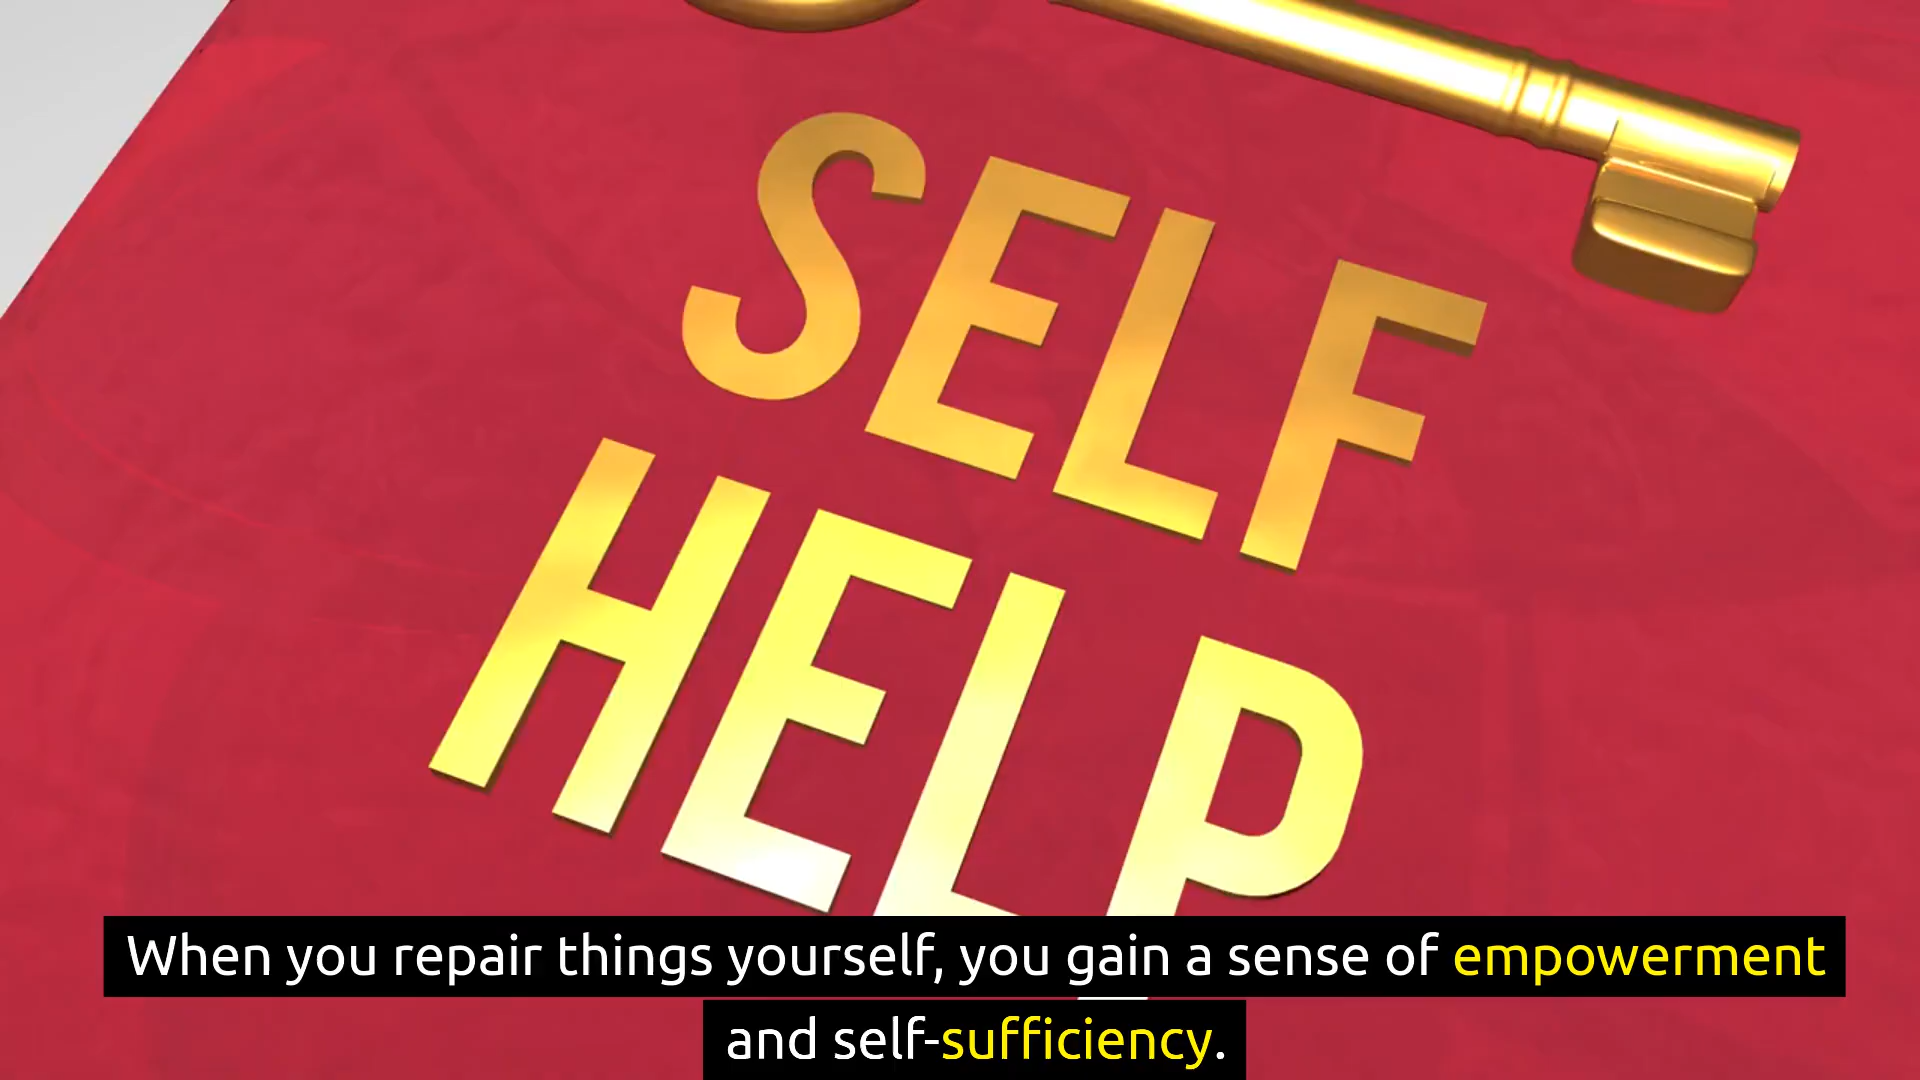 SELF
HELP
When you repair things yourself, you gain a sense of empowerment
and self-sufficiency.